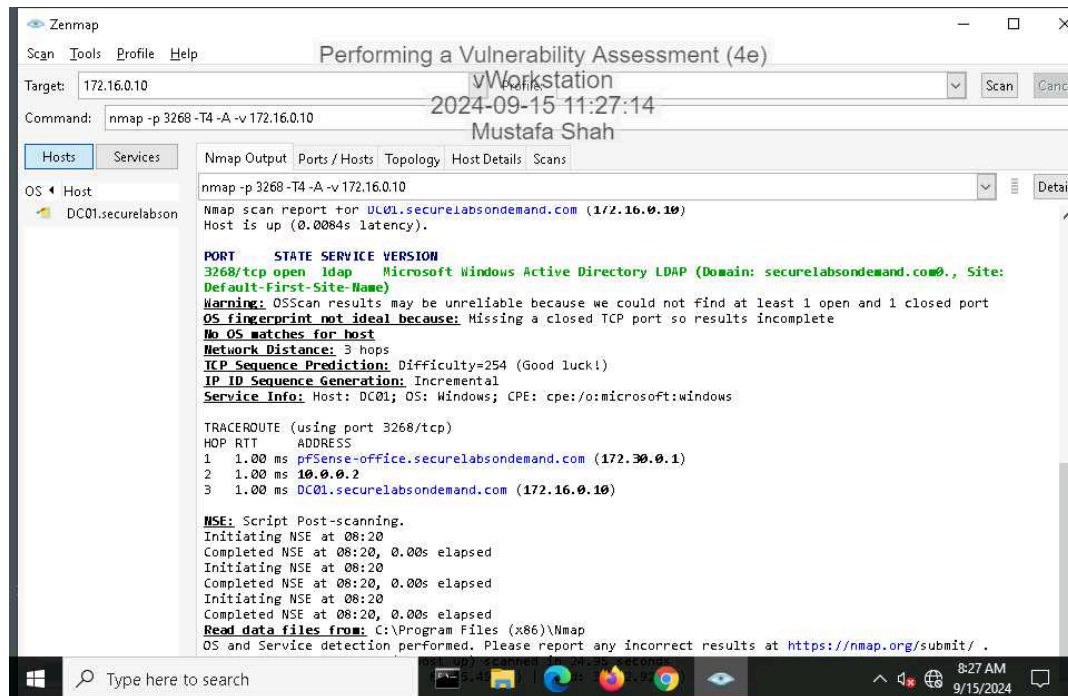 Zenmap
Scan Tools Profile Help
Performing a Vulnerability Assessment (4e)
vWorkstation
2024-09-15 11:27:14
Mustafa Shah
Target: 172.16.0.10 Profile: Scan Canc
Command: nmap -p 3268 -T4 -A -v 172.16.0.10
Hosts Services
Nmap Output Ports / Hosts Topology Host Details Scans
OS Host
nmap -p 3268 -T4 -A -v 172.16.0.10 Detai
DC01.securelabson
Nmap scan report for DC01.securelabsondemand.com (172.16.0.10)
Host is up (0.0084s latency).
PORT STATE SERVICE VERSION
3268/tcp open ldap Microsoft Windows Active Directory LDAP (Domain: securelabsondemand.com0., Site:
Default-First-Site-Name)
Warning: OSScan results may be unreliable because we could not find at least 1 open and 1 closed port
OS fingerprint not ideal because: Missing a closed TCP port so results incomplete
No OS matches for host
Network Distance: 3 hops
TCP Sequence Prediction: Difficulty=254 (Good luck!)
IP ID Sequence Generation: Incremental
Service Info: Host: DC01; OS: Windows; CPE: cpe:/o:microsoft:windows
TRACEROUTE (using port 3268/tcp)
HOP RTT ADDRESS
1 1.00 ms pfSense-office.securelabsondemand.com (172.30.0.1)
2 1.00 ms 10.0.0.2
3 1.00 ms DC01.securelabsondemand.com (172.16.0.10)
NSE: Script Post-scanning.
Initiating NSE at 08:20
Completed NSE at 08:20, 0.00s elapsed
Initiating NSE at 08:20
Completed NSE at 08:20, 0.00s elapsed
Initiating NSE at 08:20
Completed NSE at 08:20, 0.00s elapsed
Read data files from: C:\Program Files (x86)\Nmap
OS and Service detection performed. Please report any incorrect results at https://nmap.org/submit/ .
up) scanned in 24.95 seconds
Type here to search
8:27 AM
9/15/2024